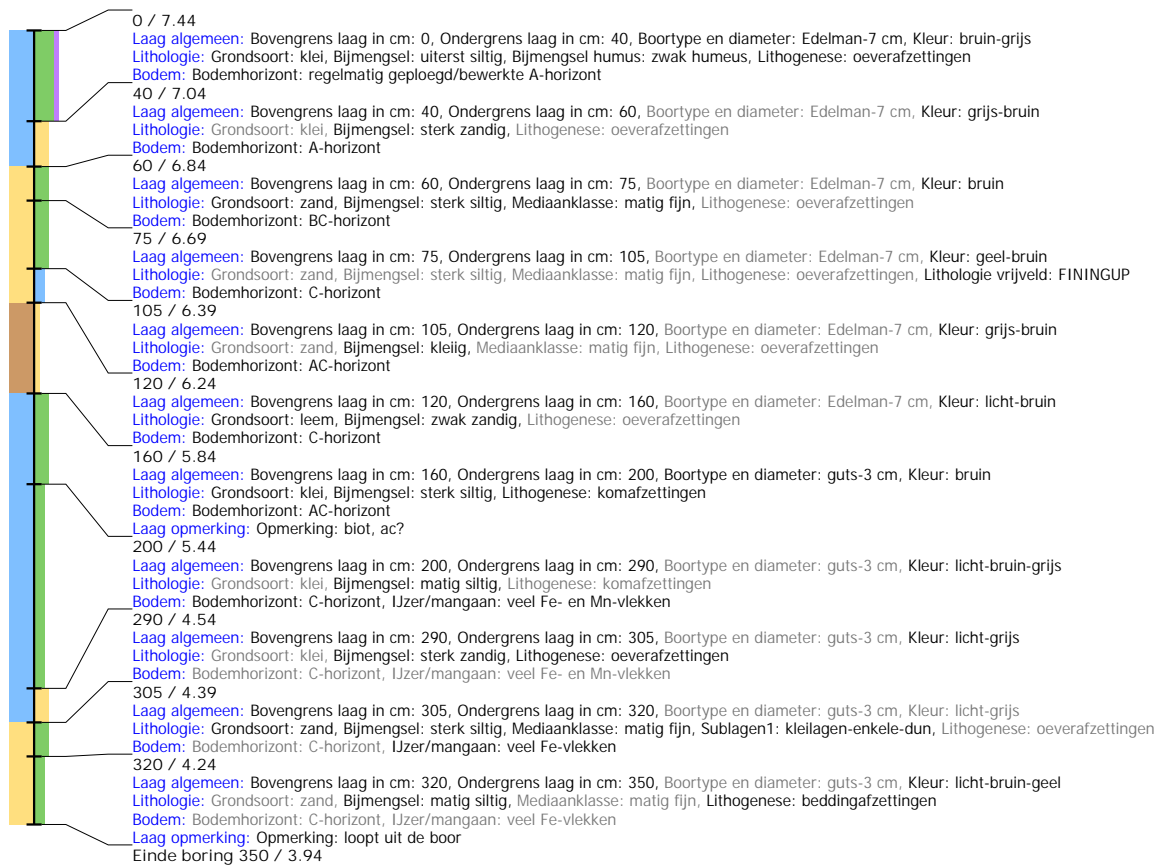 0 / 7.44
Laag algemeen: Bovengrens laag in cm: 0, Ondergrens laag in cm: 40, Boortype en diameter: Edelman-7 cm, Kleur: bruin-grijs
Lithologie: Grondsoort: klei, Bijmengsel: uiterst siltig, Bijmengsel humus: zwak humeus, Lithogenese: oeverafzettingen
Bodem: Bodemhorizont: regelmatig geploegd/bewerkte A-horizont
40 / 7.04
Laag algemeen: Bovengrens laag in cm: 40, Ondergrens laag in cm: 60, Boortype en diameter: Edelman-7 cm, Kleur: grijs-bruin
Lithologie: Grondsoort: klei, Bijmengsel: sterk zandig, Lithogenese: oeverafzettingen
Bodem: Bodemhorizont: A-horizont
60 / 6.84
Laag algemeen: Bovengrens laag in cm: 60, Ondergrens laag in cm: 75, Boortype en diameter: Edelman-7 cm, Kleur: bruin
Lithologie: Grondsoort: zand, Bijmengsel: sterk siltig, Mediaanklasse: matig fijn, Lithogenese: oeverafzettingen
Bodem: Bodemhorizont: BC-horizont
75 / 6.69
Laag algemeen: Bovengrens laag in cm: 75, Ondergrens laag in cm: 105, Boortype en diameter: Edelman-7 cm, Kleur: geel-bruin
Lithologie: Grondsoort: zand, Bijmengsel: sterk siltig, Mediaanklasse: matig fijn, Lithogenese: oeverafzettingen, Lithologie vrijveld: FININGUP
Bodem: Bodemhorizont: C-horizont
105 / 6.39
Laag algemeen: Bovengrens laag in cm: 105, Ondergrens laag in cm: 120, Boortype en diameter: Edelman-7 cm, Kleur: grijs-bruin
Lithologie: Grondsoort: zand, Bijmengsel: kleiig, Mediaanklasse: matig fijn, Lithogenese: oeverafzettingen
Bodem: Bodemhorizont: AC-horizont
120 / 6.24
Laag algemeen: Bovengrens laag in cm: 120, Ondergrens laag in cm: 160, Boortype en diameter: Edelman-7 cm, Kleur: licht-bruin
Lithologie: Grondsoort: leem, Bijmengsel: zwak zandig, Lithogenese: oeverafzettingen
Bodem: Bodemhorizont: C-horizont
160 / 5.84
Laag algemeen: Bovengrens laag in cm: 160, Ondergrens laag in cm: 200, Boortype en diameter: guts-3 cm, Kleur: bruin
Lithologie: Grondsoort: klei, Bijmengsel: sterk siltig, Lithogenese: komafzettingen
Bodem: Bodemhorizont: AC-horizont
Laag opmerking: Opmerking: biot, ac?
200 / 5.44
Laag algemeen: Bovengrens laag in cm: 200, Ondergrens laag in cm: 290, Boortype en diameter: guts-3 cm, Kleur: licht-bruin-grijs
Lithologie: Grondsoort: klei, Bijmengsel: matig siltig, Lithogenese: komafzettingen
Bodem: Bodemhorizont: C-horizont, IJzer/mangaan: veel Fe- en Mn-vlekken
290 / 4.54
Laag algemeen: Bovengrens laag in cm: 290, Ondergrens laag in cm: 305, Boortype en diameter: guts-3 cm, Kleur: licht-grijs
Lithologie: Grondsoort: klei, Bijmengsel: sterk zandig, Lithogenese: oeverafzettingen
Bodem: Bodemhorizont: C-horizont, IJzer/mangaan: veel Fe- en Mn-vlekken
305 / 4.39
Laag algemeen: Bovengrens laag in cm: 305, Ondergrens laag in cm: 320, Boortype en diameter: guts-3 cm, Kleur: licht-grijs
Lithologie: Grondsoort: zand, Bijmengsel: sterk siltig, Mediaanklasse: matig fijn, Sublagen1: kleilagen-enkele-dun, Lithogenese: oeverafzettingen
Bodem: Bodemhorizont: C-horizont, IJzer/mangaan: veel Fe-vlekken
320 / 4.24
Laag algemeen: Bovengrens laag in cm: 320, Ondergrens laag in cm: 350, Boortype en diameter: guts-3 cm, Kleur: licht-bruin-geel
Lithologie: Grondsoort: zand, Bijmengsel: matig siltig, Mediaanklasse: matig fijn, Lithogenese: beddingafzettingen
Bodem: Bodemhorizont: C-horizont, IJzer/mangaan: veel Fe-vlekken
Laag opmerking: Opmerking: loopt uit de boor
Einde boring 350 / 3.94